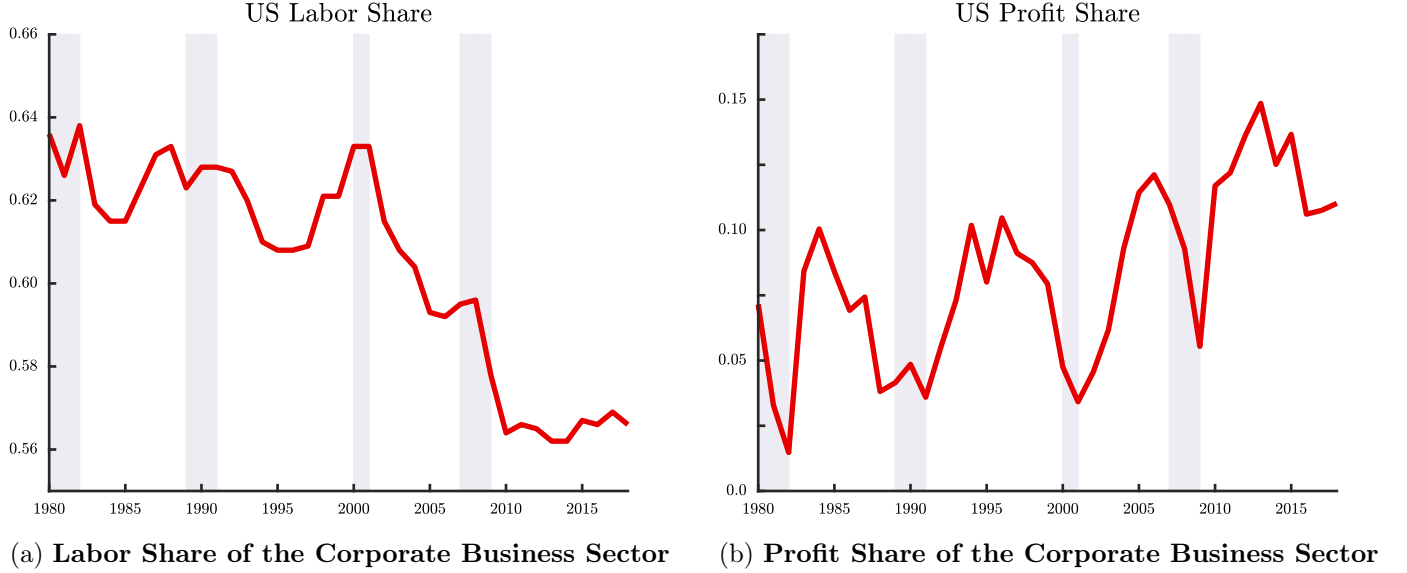 US Labor Share
0.66
0.64
0.62
0.60
0.58
0.56
1980 1985 1990 1995 2000 2005 2010 2015
(a) Labor Share of the Corporate Business Sector
US Profit Share
0.15
0.10
0.05
0.0
1980 1985 1990 1995 2000 2005 2010 2015
(b) Profit Share of the Corporate Business Sector